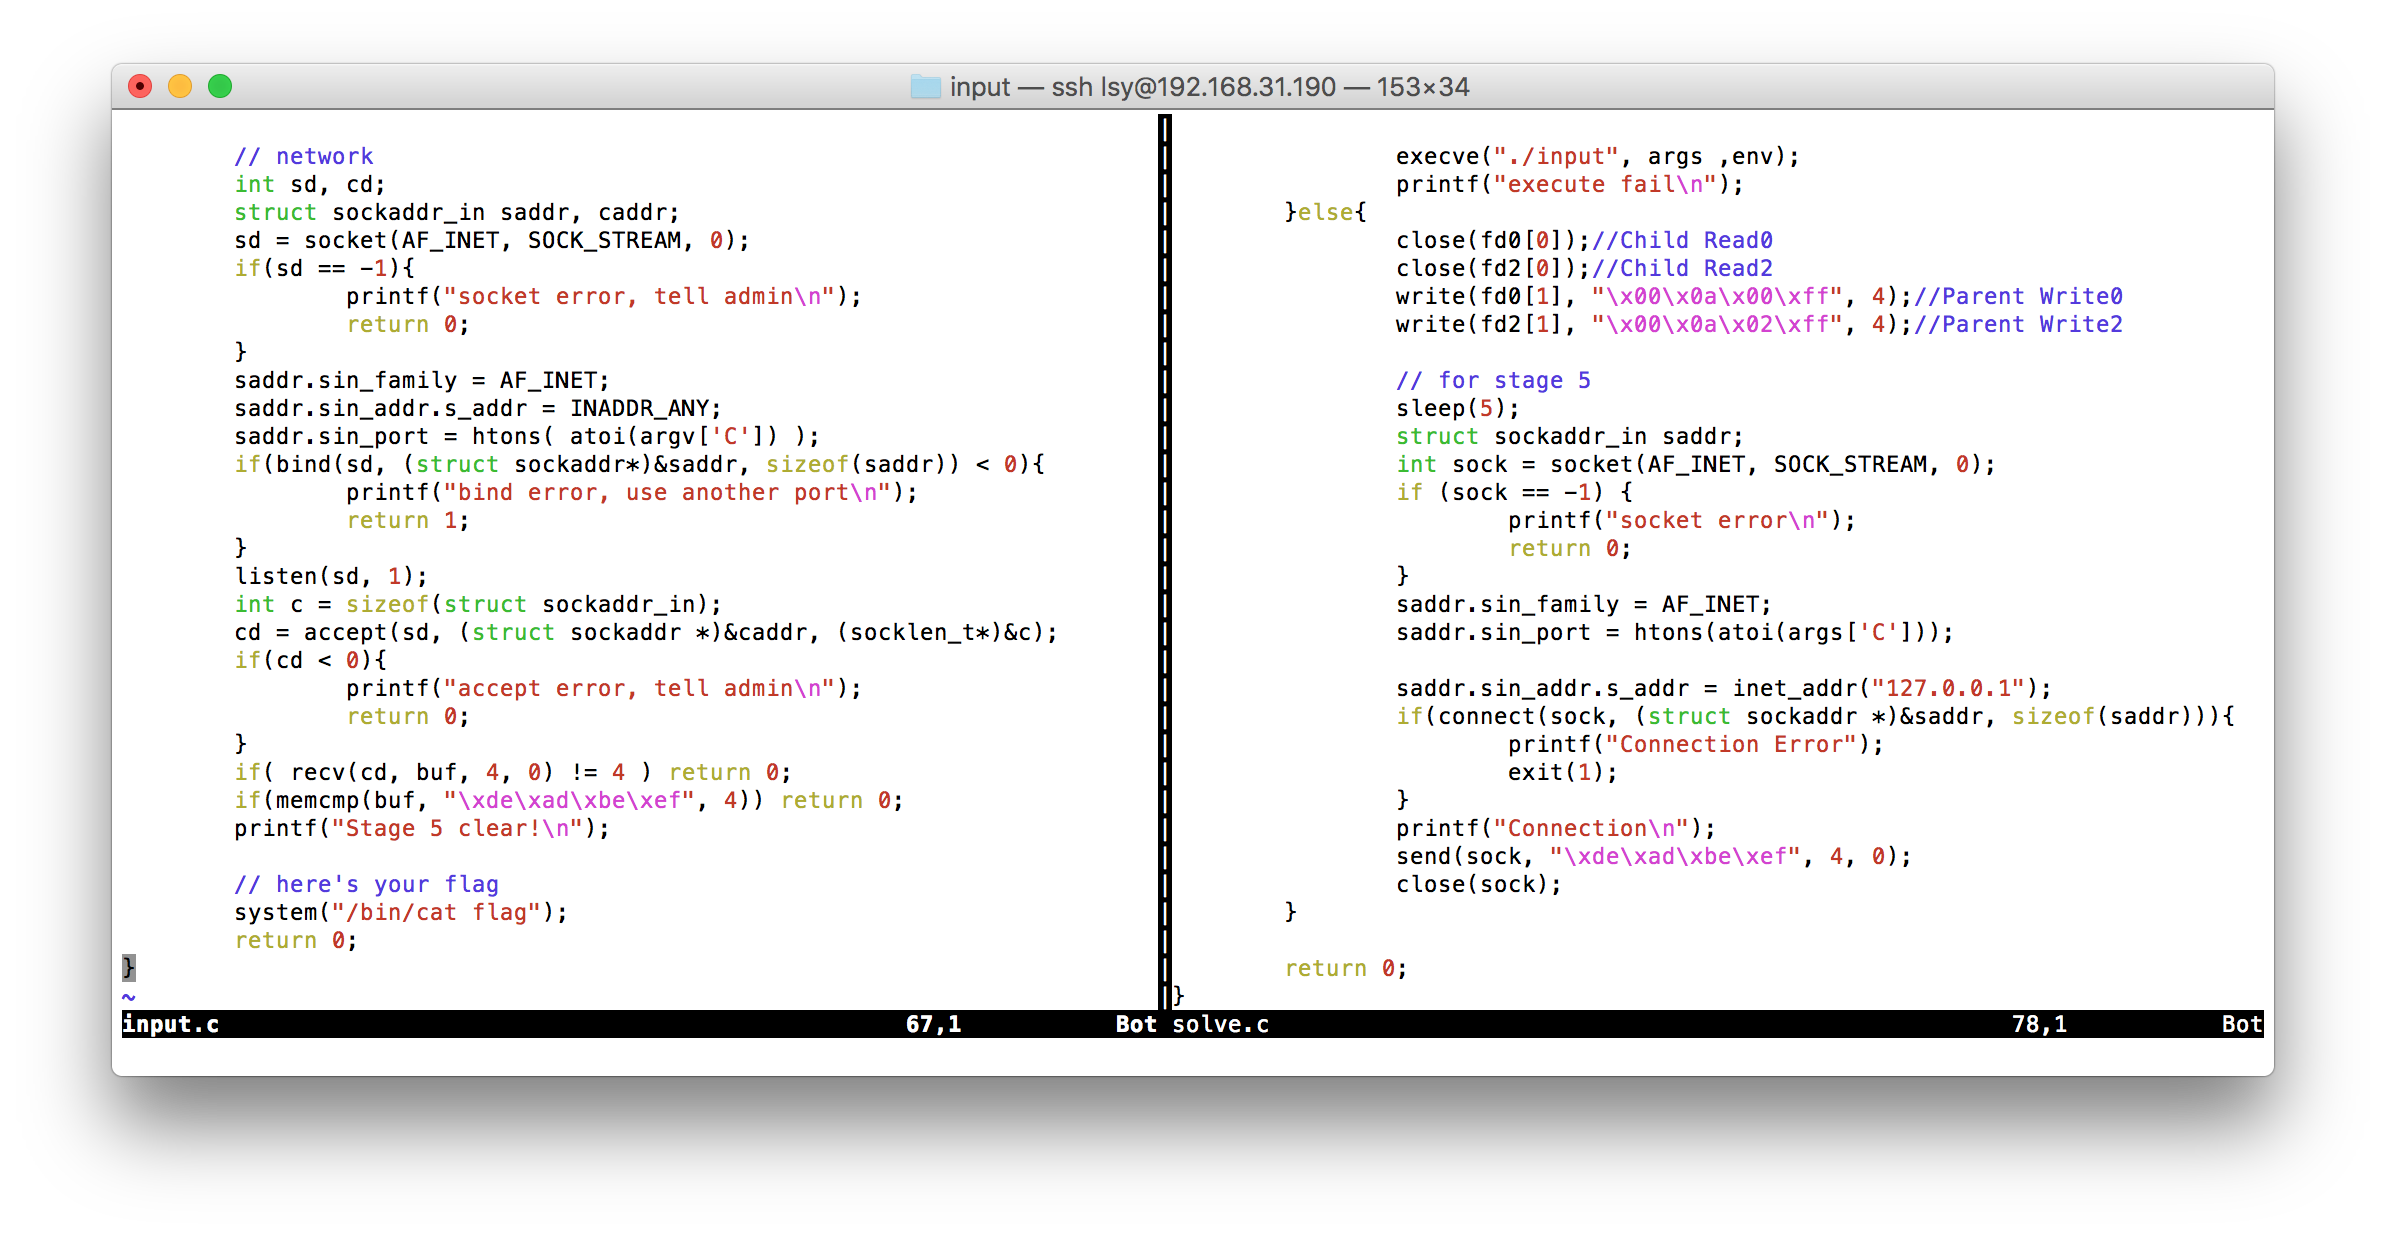 input — ssh lsy@192.168.31.190 — 153×34
// network
int sd, cd;
struct sockaddr_in saddr, caddr;
sd = socket(AF_INET, SOCK_STREAM, 0);
if(sd == -1){
printf("socket error, tell admin\n");
return 0;
}
saddr.sin_family = AF_INET;
saddr.sin_addr.s_addr = INADDR_ANY;
saddr.sin_port = htons( atoi(argv['C']) );
if(bind(sd, (struct sockaddr*)&saddr, sizeof(saddr)) < 0){
printf("bind error, use another port\n");
return 1;
}
listen(sd, 1);
int c = sizeof(struct sockaddr_in);
cd = accept(sd, (struct sockaddr *)&caddr, (socklen_t*)&c);
if(cd < 0){
printf("accept error, tell admin\n");
return 0;
}
if( recv(cd, buf, 4, 0) != 4 ) return 0;
if(memcmp(buf, "\xde\xad\xbe\xef", 4)) return 0;
printf("Stage 5 clear!\n");
// here's your flag
system("/bin/cat flag");
return 0;
}
~
input.c 67,1 Bot
execve("./input", args ,env);
printf("execute fail\n");
}else{
close(fd0[0]);//Child Read0
close(fd2[0]);//Child Read2
write(fd0[1], "\x00\x0a\x00\xff", 4);//Parent Write0
write(fd2[1], "\x00\x0a\x02\xff", 4);//Parent Write2
// for stage 5
sleep(5);
struct sockaddr_in saddr;
int sock = socket(AF_INET, SOCK_STREAM, 0);
if (sock == -1) {
printf("socket error\n");
return 0;
}
saddr.sin_family = AF_INET;
saddr.sin_port = htons(atoi(args['C']));
saddr.sin_addr.s_addr = inet_addr("127.0.0.1");
if(connect(sock, (struct sockaddr *)&saddr, sizeof(saddr))){
printf("Connection Error");
exit(1);
}
printf("Connection\n");
send(sock, "\xde\xad\xbe\xef", 4, 0);
close(sock);
}
return 0;
}
solve.c 78,1 Bot